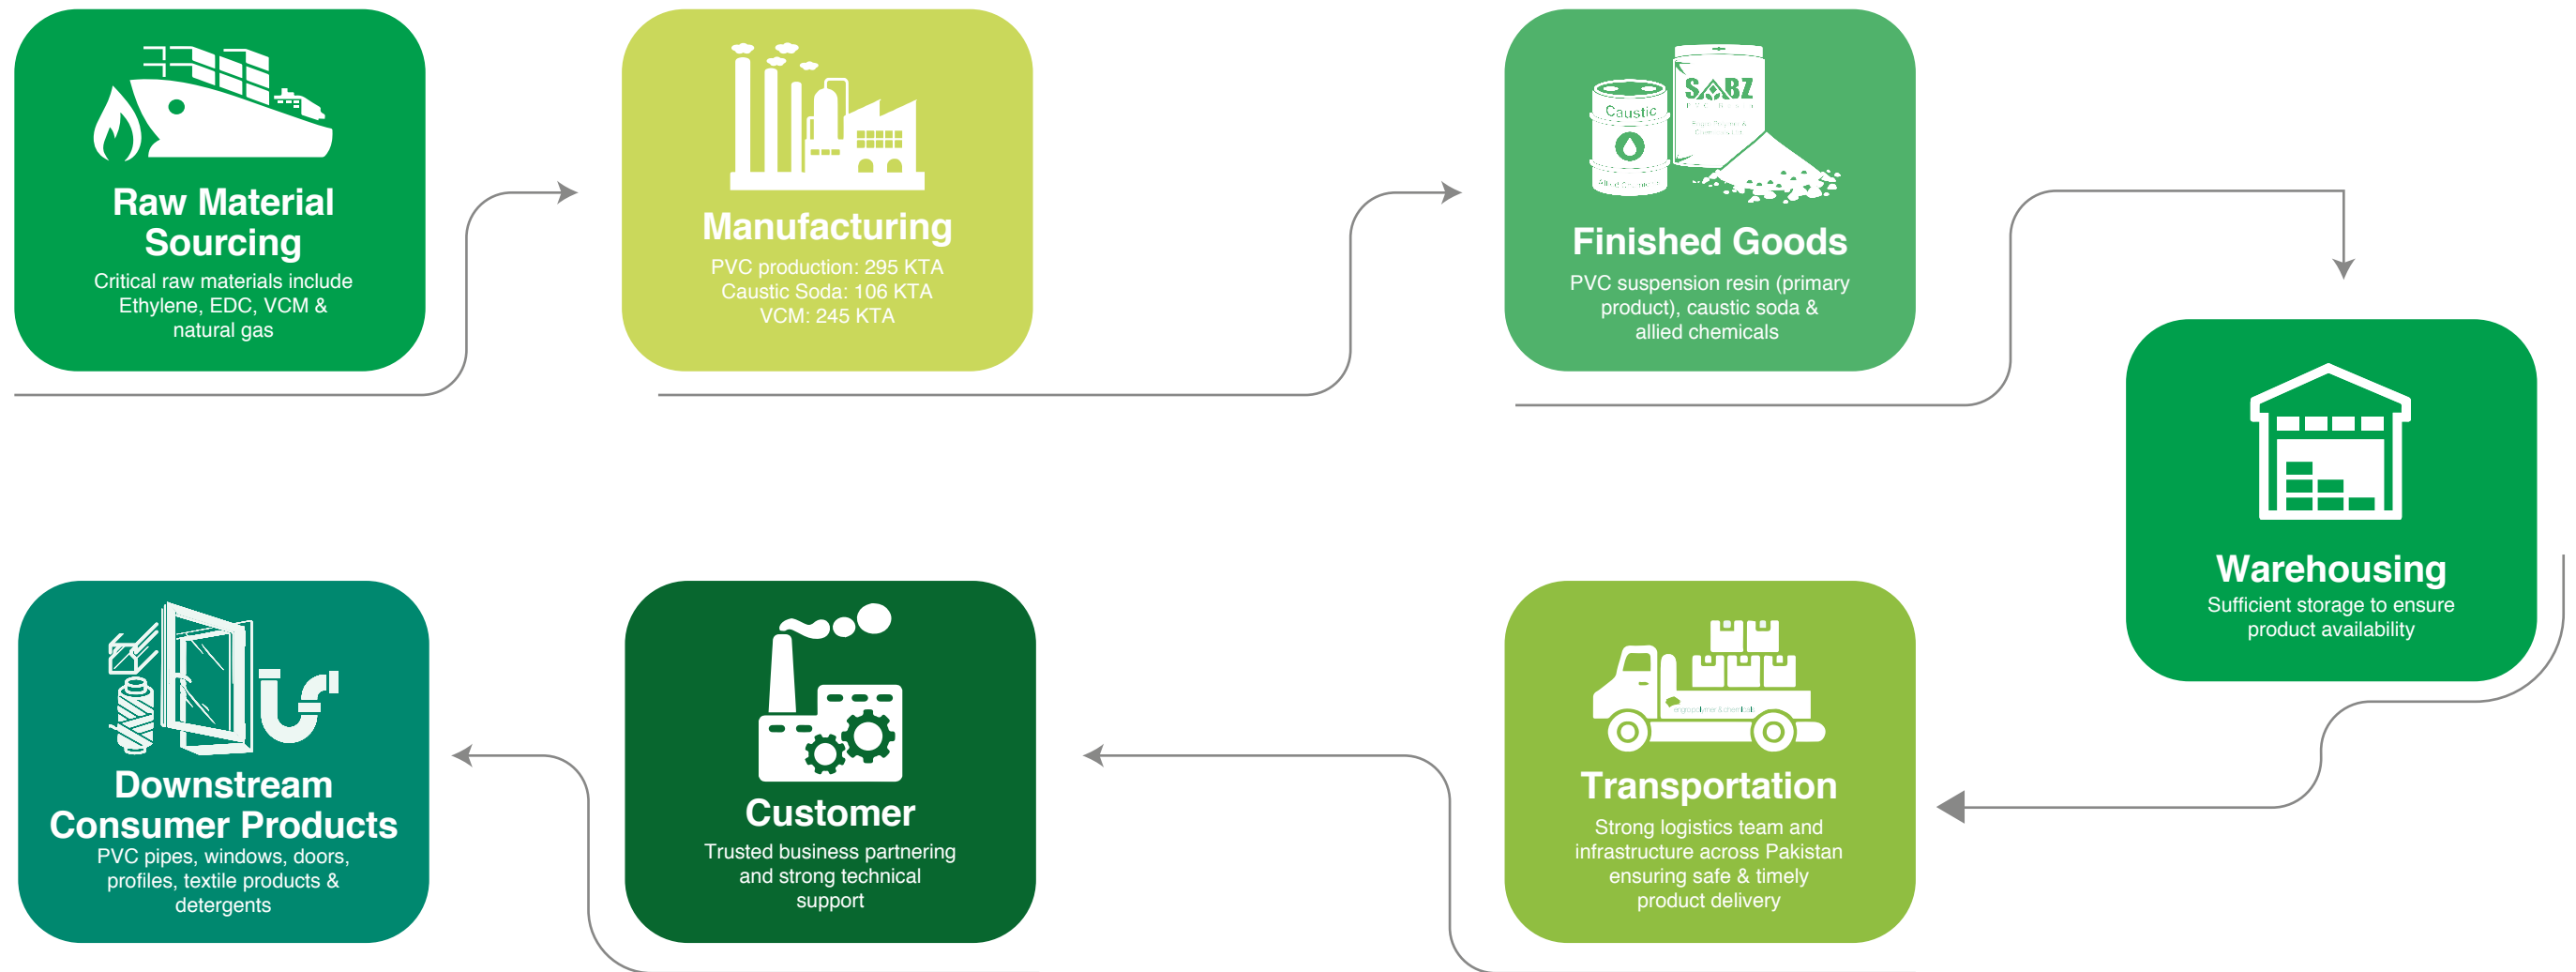 Raw Material
Sourcing
Critical raw materials include
Ethylene, EDC, VCM &
natural gas
Manufacturing
PVC production: 295 KTA
Caustic Soda: 106 KTA
VCM: 245 KTA
Caustic
SABZ
Finished Goods
PVC suspension resin (primary
product), caustic soda &
allied chemicals
Warehousing
Sufficient storage to ensure
product availability
engro polymer & chemicals
Transportation
Strong logistics team and
infrastructure across Pakistan
ensuring safe & timely
product delivery
Customer
Trusted business partnering
and strong technical
support
Downstream
Consumer Products
PVC pipes, windows, doors,
profiles, textile products &
detergents